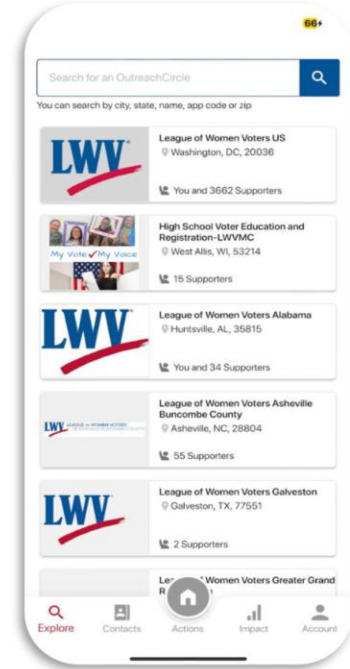 66
Search for an OutreachCircle
You can search by city, state, name, app code or zip
LWV
League of Women Voters US
Washington, DC, 20036
You and 3662 Supporters
My Vote My Voice
High School Voter Education and
Registration-LWVMC
West Allis, WI, 53214
15 Supporters
LWV
League of Women Voters Alabama
Huntsville, AL, 35815
You and 34 Supporters
LWV LEAGUE OF WOMEN VOTERS
League of Women Voters Asheville
Buncombe County
Asheville, NC, 28804
55 Supporters
LWV
League of Women Voters Galveston
Galveston, TX, 77551
2 Supporters
Women Voters Greater Grand
Explore
Contacts
Actions
Impact
Account